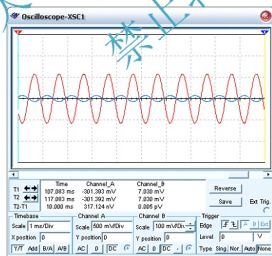 Oscilloscope-XSC1
禁止
Time Channel_A Channel_B
T1 107.083 ms -301.393 mV 7.030 mV
T2 117.083 ms -301.392 mV 7.030 mV
T2-T1 10.000 ms 317.124 nV 0.005 pV
Reverse
Save Ext Trig.
Timebase Channel A Channel B Trigger
Scale 1 ms/Div Scale 500 mV/Div Scale 100 mV/Div Edge Ext
X position 0 Y position 0 Y position 0 Level 0 V
Y/T Add B/A A/B AC 0 DC AC 0 DC - Type Sing. Nor. Auto None